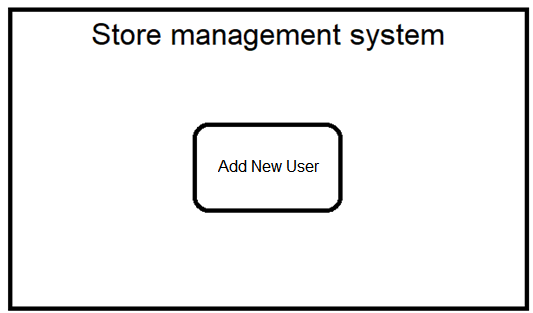 Store management system
Add New User